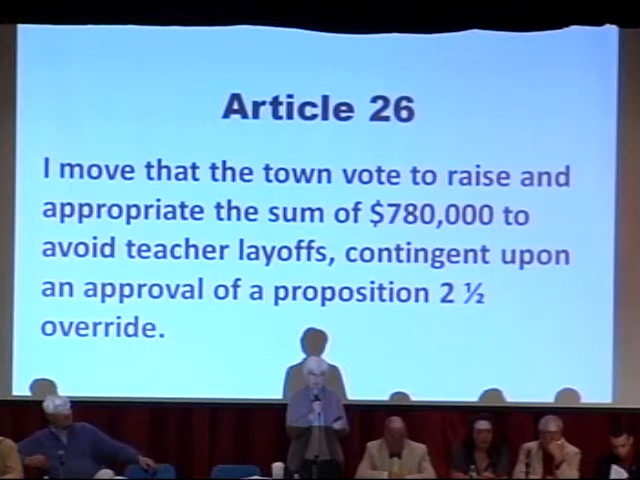 Article 26
I move that the town vote to raise and
appropriate the sum of $780,000 to
avoid teacher layoffs, contingent upon
an approval of a proposition 2 ½
override.